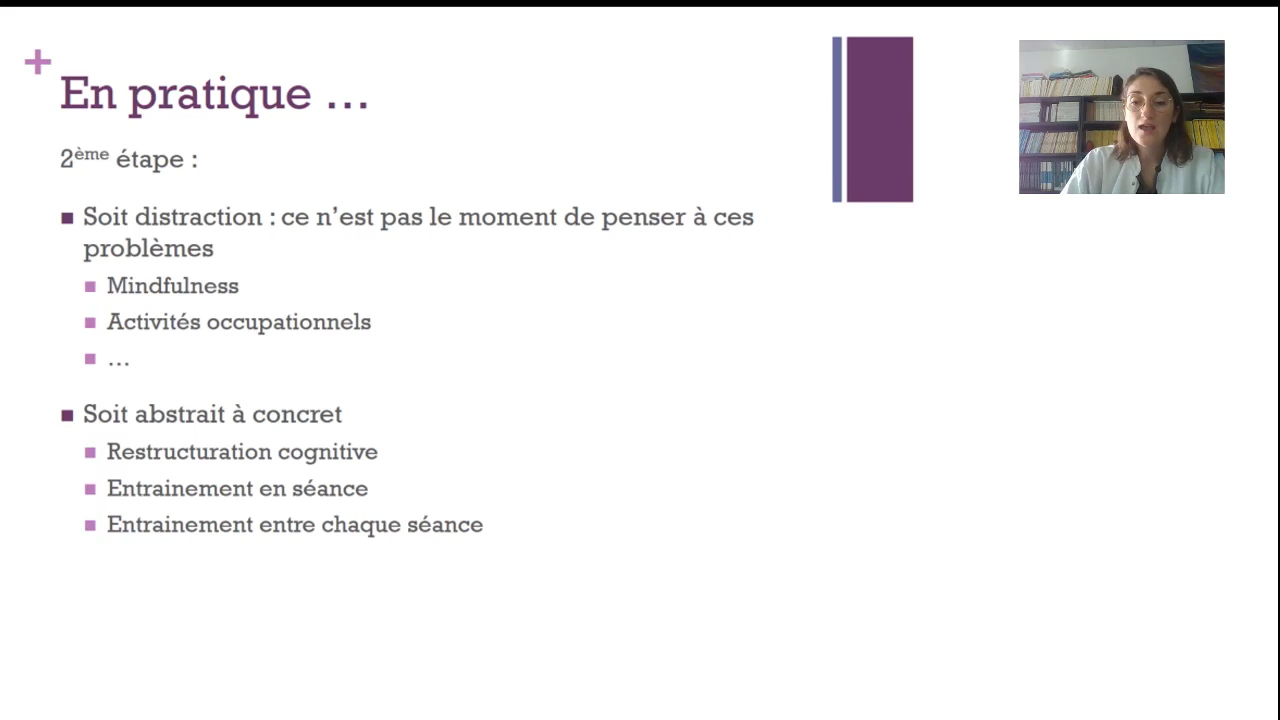 +
En pratique ...
2ème étape :
Soit distraction : ce n’est pas le moment de penser à ces
problèmes
Mindfulness
Activités occupationnels
...
Soit abstrait à concret
Restructuration cognitive
Entrainement en séance
Entrainement entre chaque séance